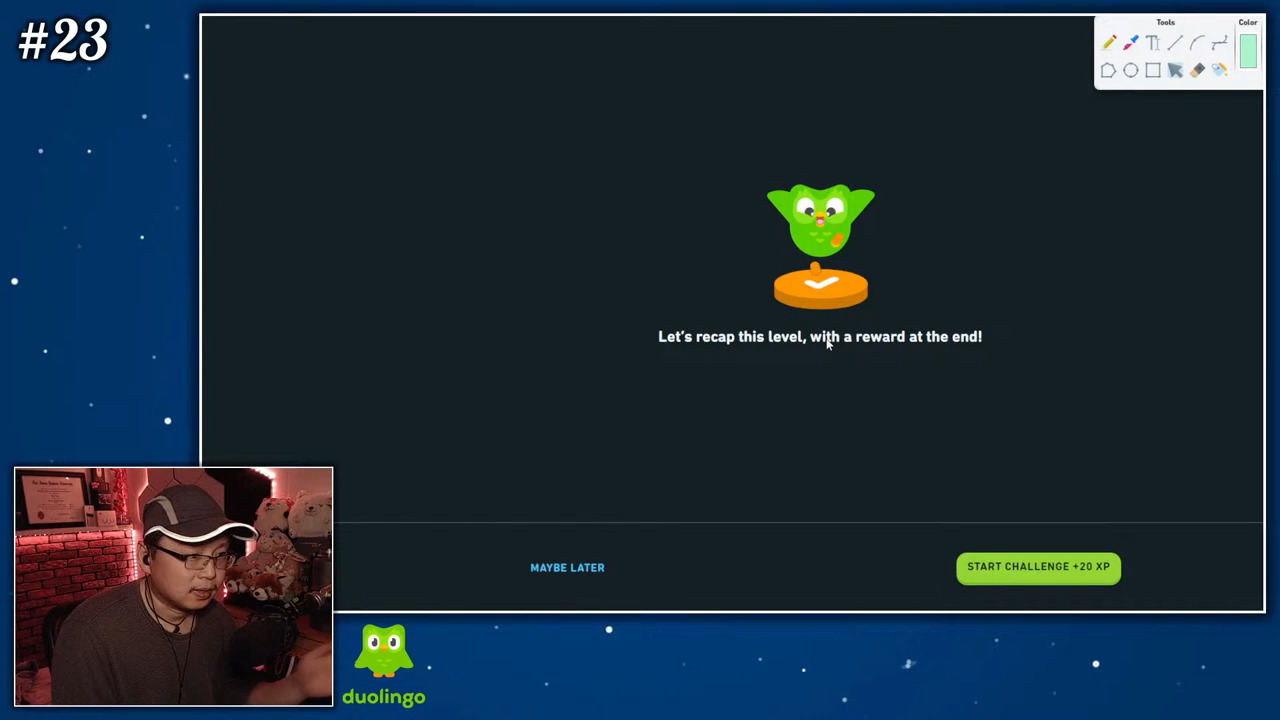 #23
Tools
Color
Let's recap this level, with a reward at the end!
MAYBE LATER
START CHALLENGE +20 XP
duolingo